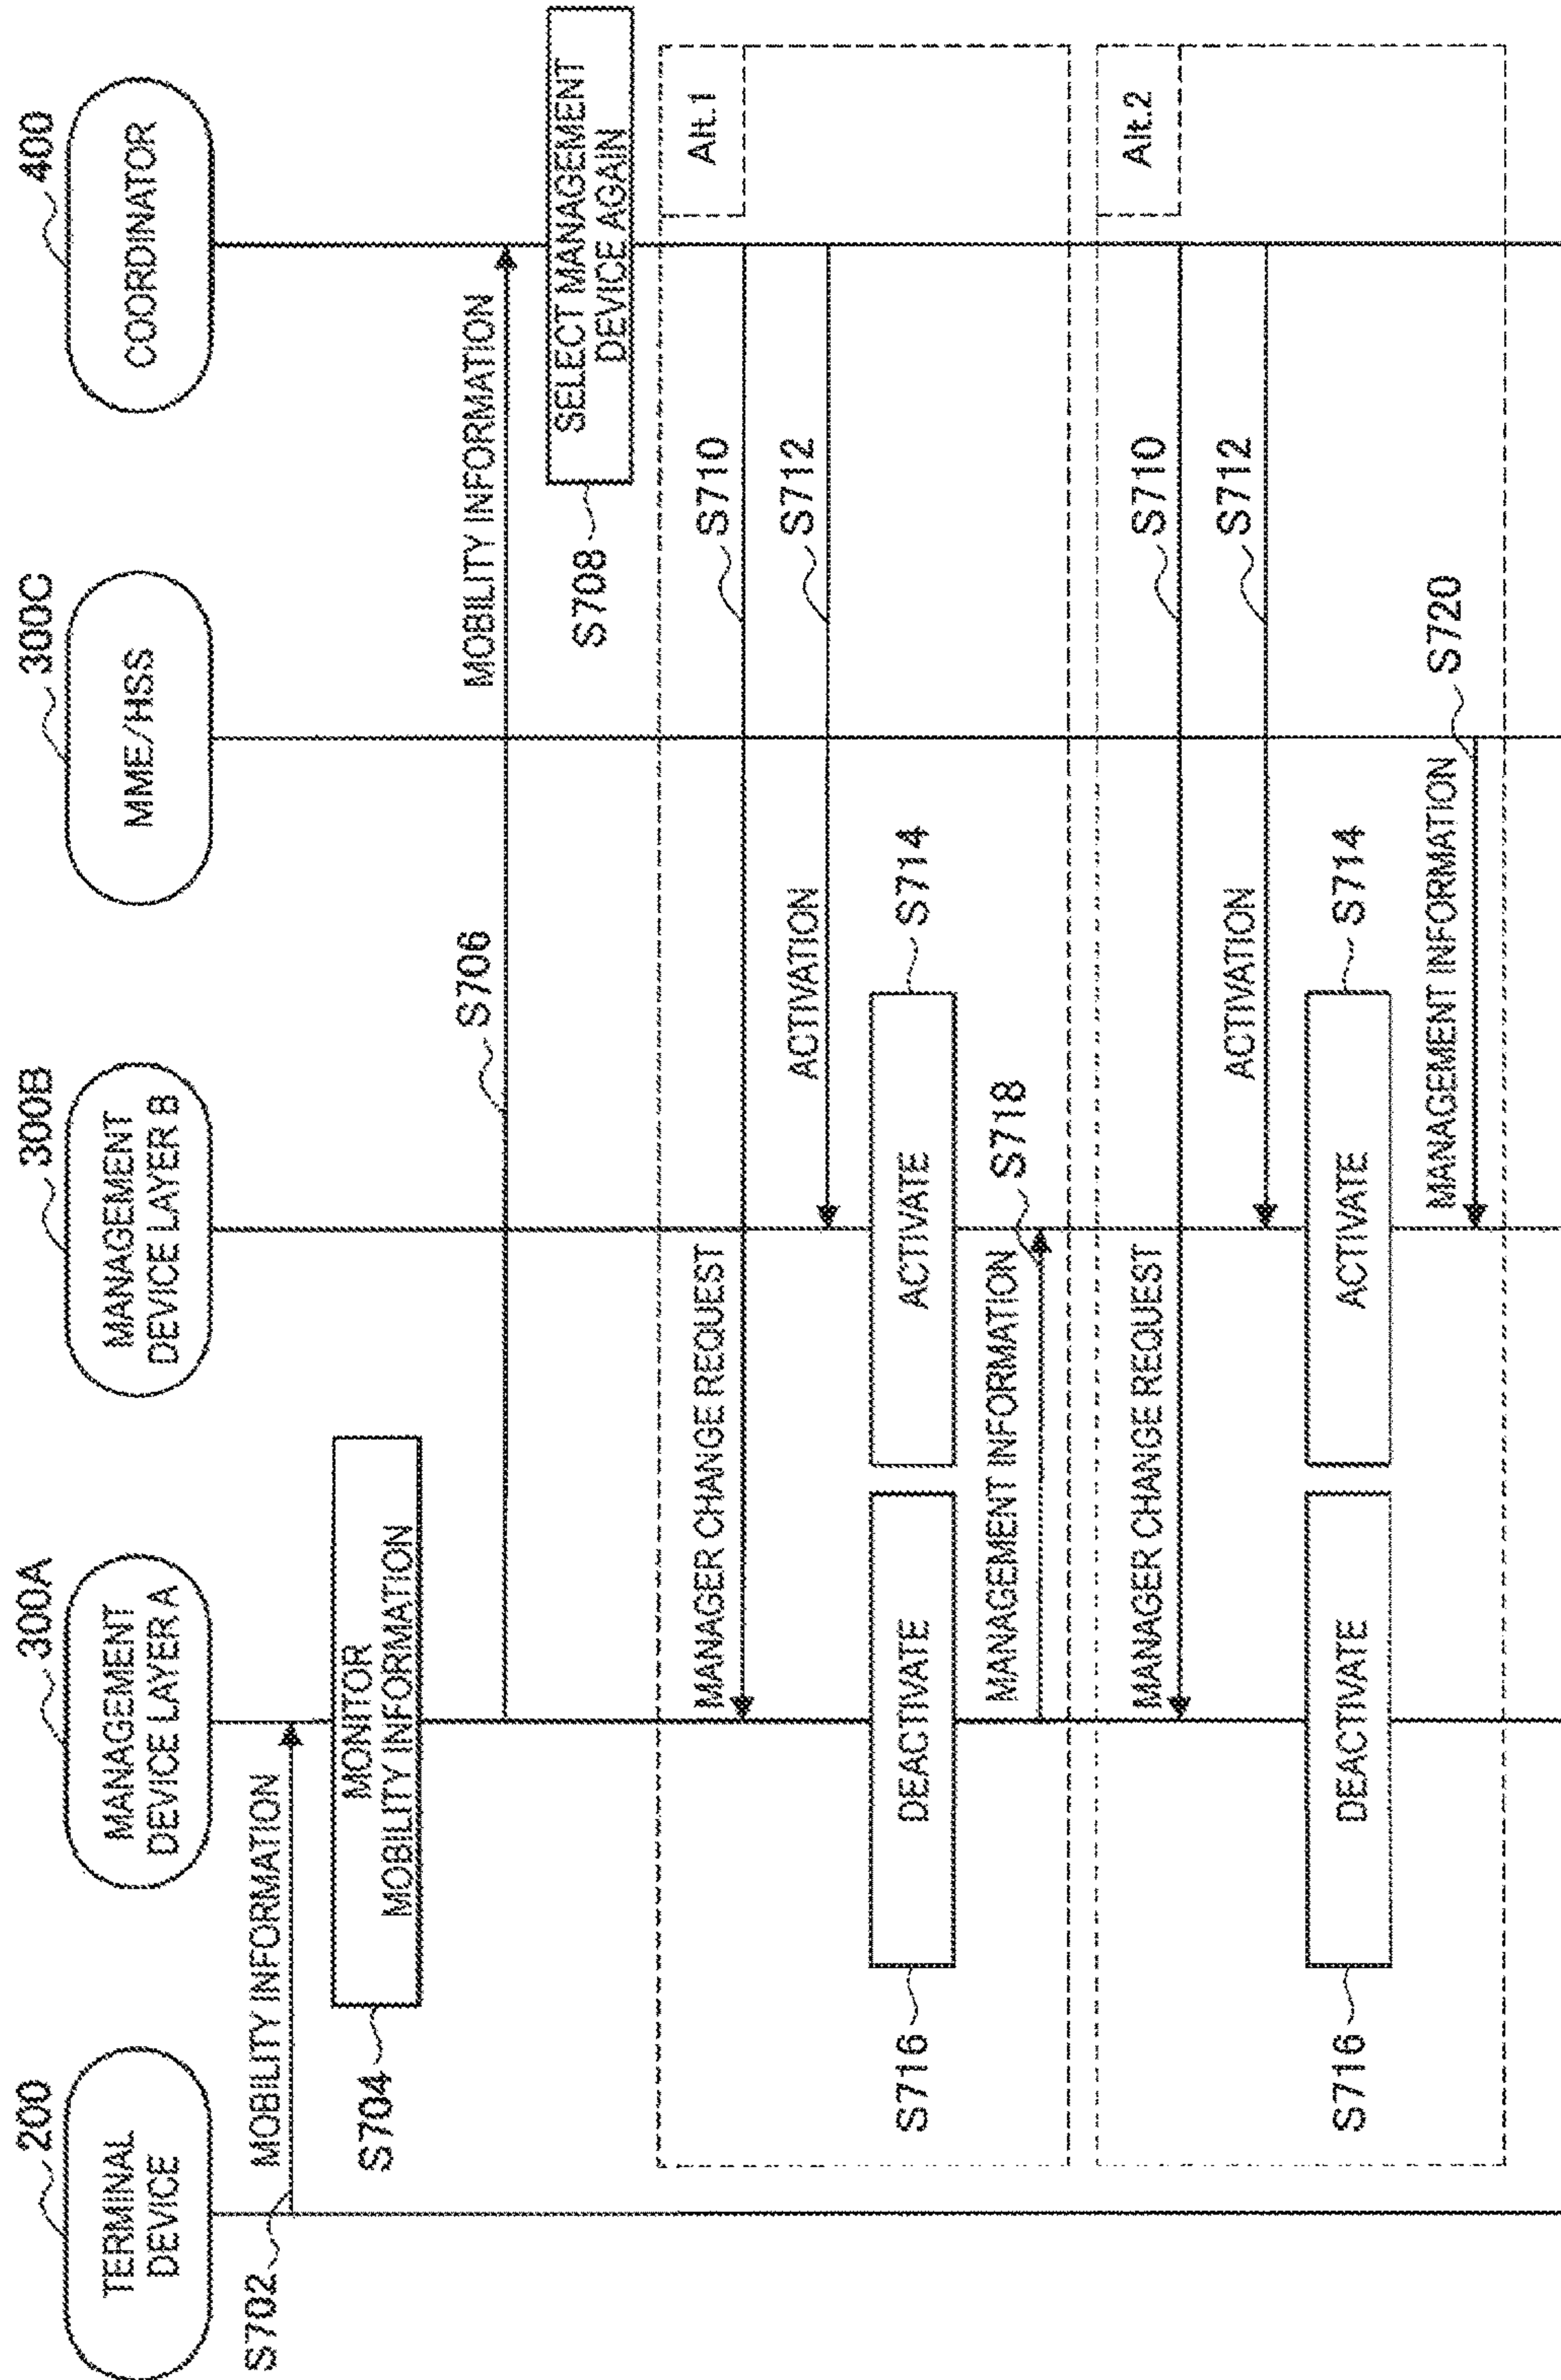 200
TERMINAL
DEVICE
300A
MANAGEMENT
DEVICE LAYER A
300B
MANAGEMENT
DEVICE LAYER B
300C
MME/HSS
400
COORDINATOR
S702
MOBILITY INFORMATION
S704
MONITOR
MOBILITY INFORMATION
S706
MOBILITY INFORMATION
S708
SELECT MANAGEMENT
DEVICE AGAIN
Alt.1
MANAGER CHANGE REQUEST
S710
ACTIVATION
S712
S716
DEACTIVATE
ACTIVATE
S714
MANAGEMENT INFORMATION
S718
Alt.2
MANAGER CHANGE REQUEST
S710
ACTIVATION
S712
S716
DEACTIVATE
ACTIVATE
S714
MANAGEMENT INFORMATION
S720